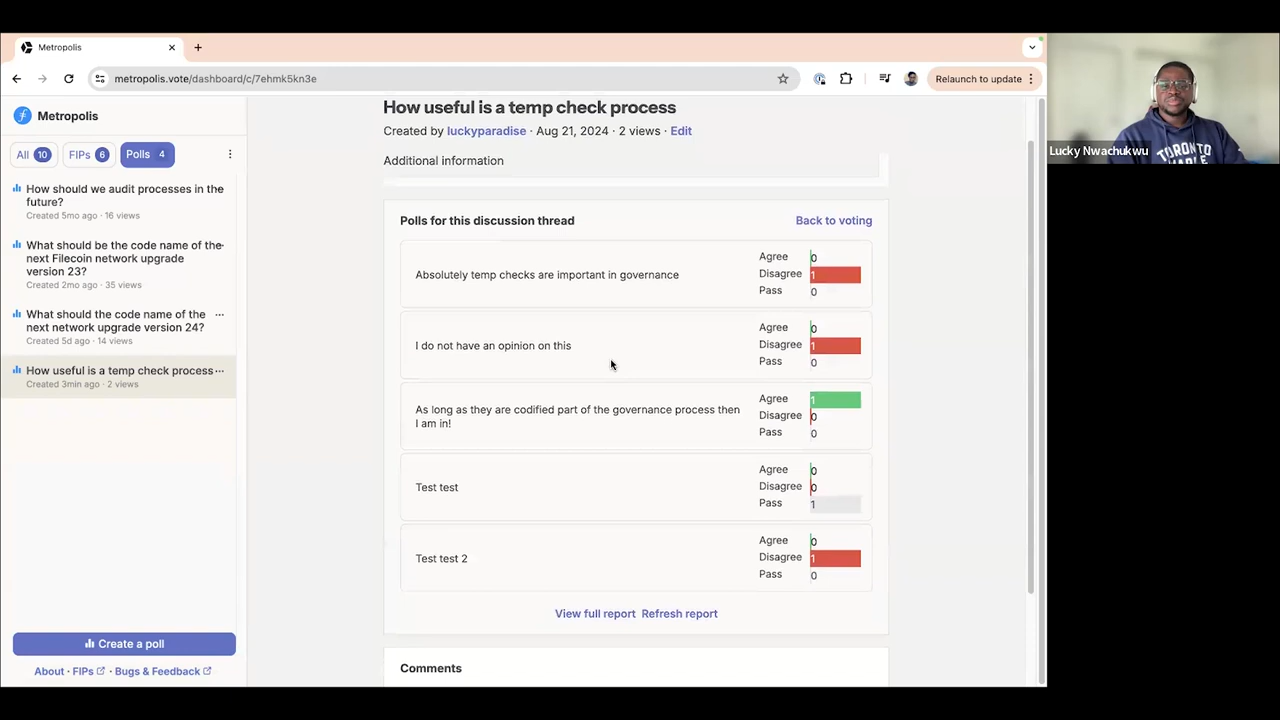 Metropolis
metropolis.vote/dashboard/c/7ehmk5kn3e
Relaunch to update
Metropolis
All 10
FIPs 6
Polls 4
How should we audit processes in the
future?
Created 5mo ago · 16 views
What should be the code name of the
next Filecoin network upgrade
version 23?
Created 2mo ago · 35 views
What should the code name of the
next network upgrade version 24?
Created 5d ago · 14 views
How useful is a temp check process
Created 3min ago · 2 views
Create a poll
About · FIPs · Bugs & Feedback
How useful is a temp check process
Created by luckyparadise · Aug 21, 2024 · 2 views · Edit
Additional information
Polls for this discussion thread
Back to voting
Absolutely temp checks are important in governance
Agree 0
Disagree 1
Pass 0
I do not have an opinion on this
Agree 0
Disagree 1
Pass 0
As long as they are codified part of the governance process then
I am in!
Agree 1
Disagree 0
Pass 0
Test test
Agree 0
Disagree 0
Pass 1
Test test 2
Agree 0
Disagree 1
Pass 0
View full report Refresh report
Comments
Lucky Nwachukwu
TORONTO